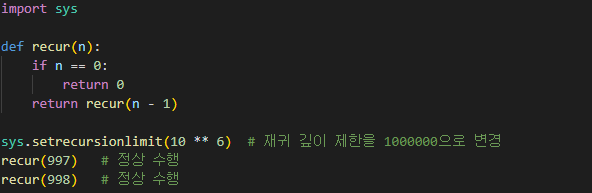 import sys
def recur(n):
    if n == 0:
        return 0
    return recur(n - 1)
sys.setrecursionlimit(10 ** 6)  # 재귀 깊이 제한을 1000000으로 변경
recur(997)   # 정상 수행
recur(998)   # 정상 수행